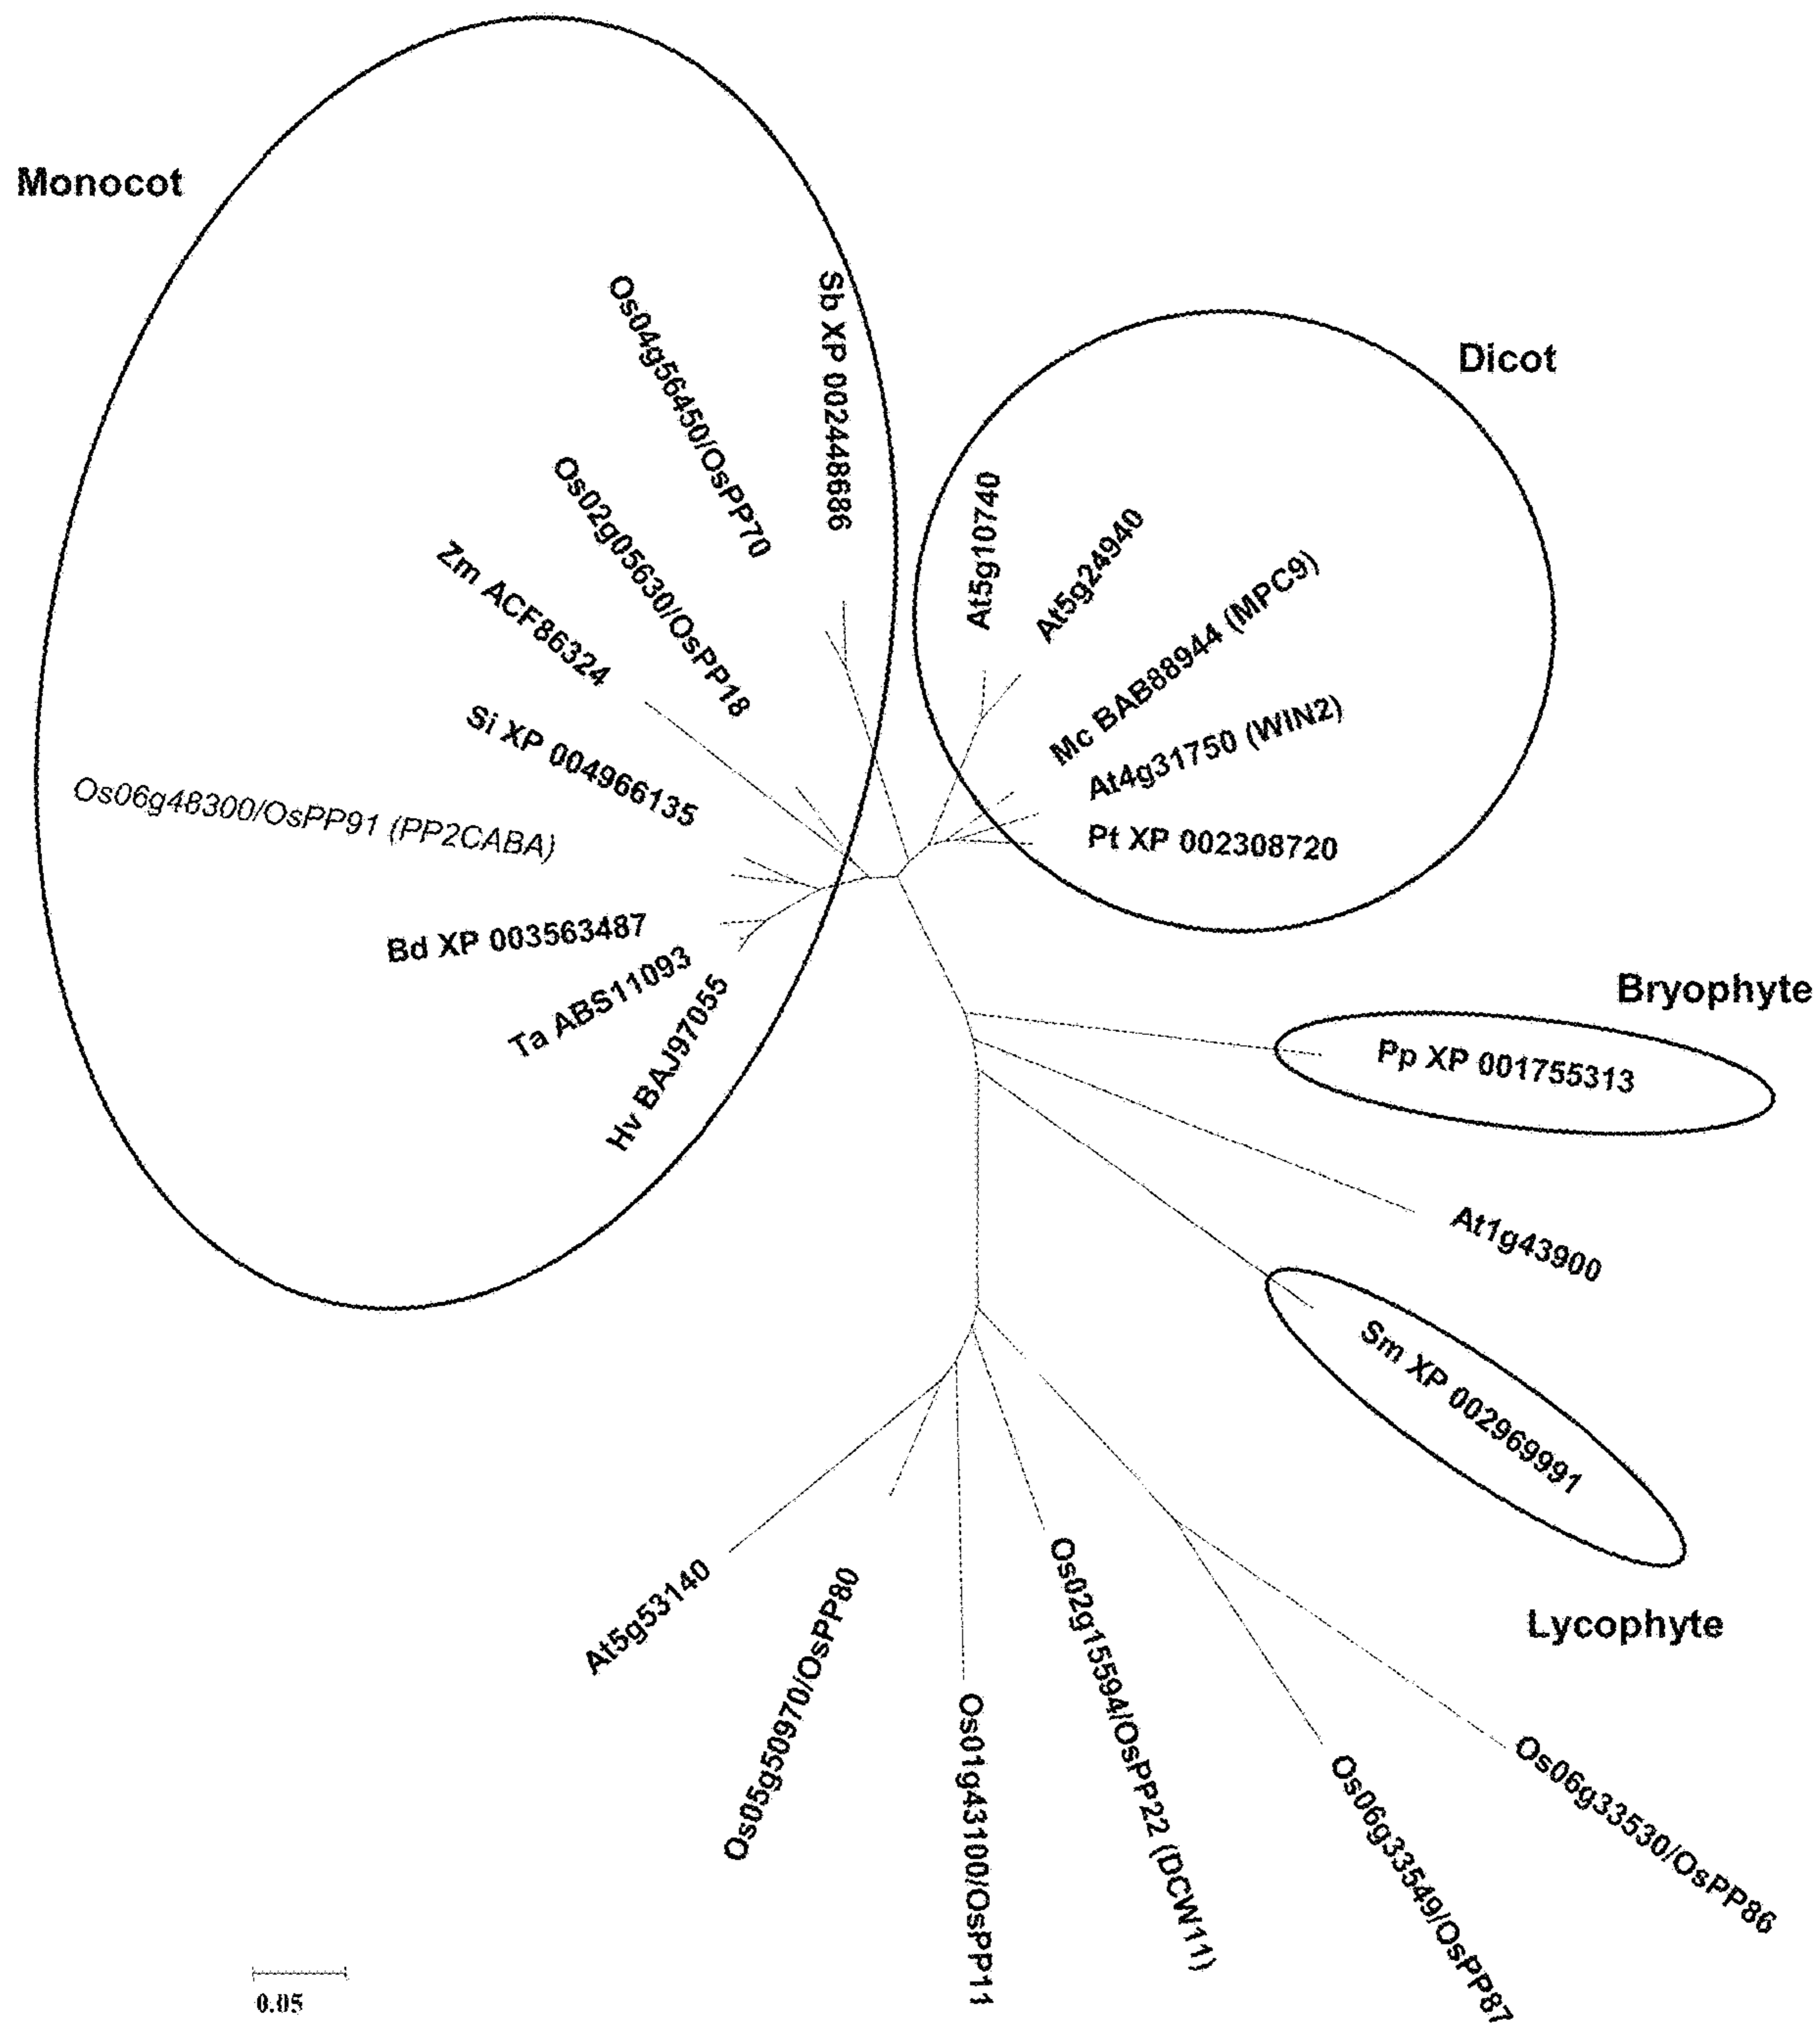 Monocot
Sb XP 002448686
Os04g56450/OsPP70
Os02g05630/OsPP18
Zm ACF86324
Si XP 004966135
Os06g48300/OsPP91 (PP2CABA)
Bd XP 003563487
Ta ABS11093
Hv BAJ97055
Dicot
At5g10740
At5g24940
Mc BAB88944 (MPC9)
At4g31750 (WIN2)
Pt XP 002308720
Bryophyte
Pp XP 001755313
At1g43900
Sm XP 002969991
Lycophyte
At5g53140
Os05g50970/OsPP80
Os01g43100/OsPP11
Os02g15594/OsPP22 (DCW11)
Os06g33549/OsPP87
Os06g33530/OsPP86
0.05